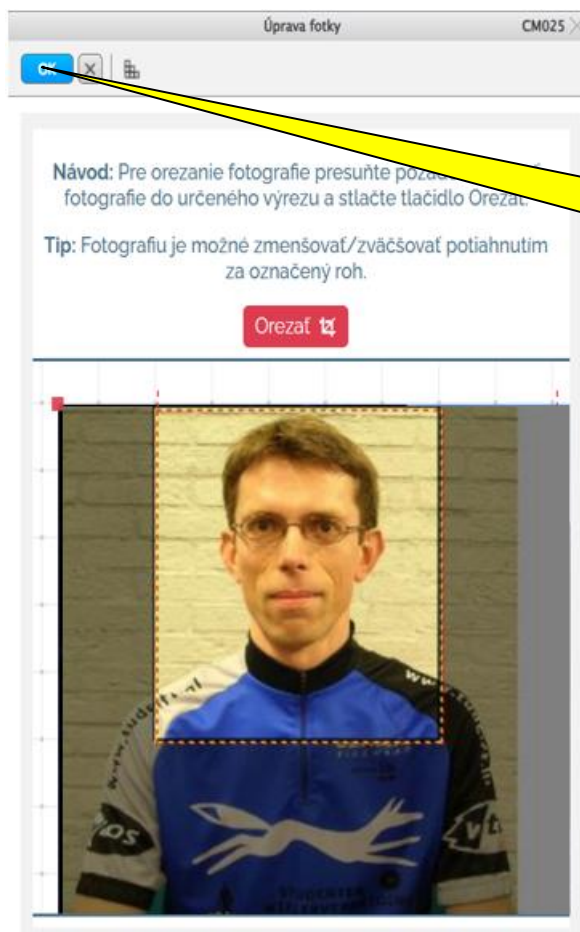 Úprava fotky CM025
OK
Návod: Pre orezanie fotografie presuňte
fotografie do určeného výrezu a stlačte tlačidlo Orezať.
Tip: Fotografiu je možné zmenšovať/zväčšovať potiahnutím
za označený roh.
Orezať